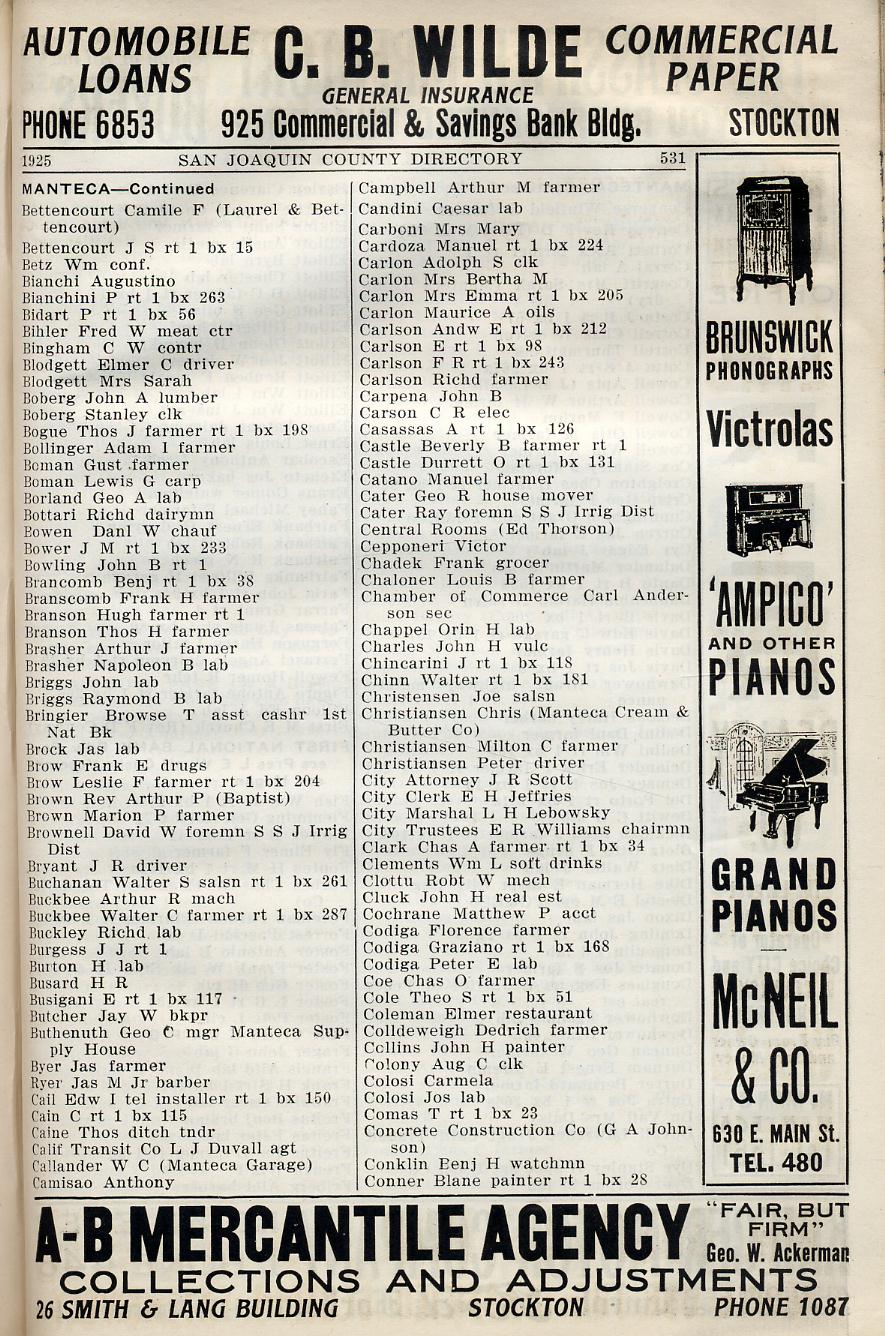 AUTOMOBILE LOANS
C. B. WILDE
COMMERCIAL PAPER
GENERAL INSURANCE
PHONE 6853 925 Commercial & Savings Bank Bldg. STOCKTON
1925 SAN JOAQUIN COUNTY DIRECTORY 531
MANTECA—Continued
Bettencourt Camile F (Laurel & Bet-
tencourt)
Bettencourt J S rt 1 bx 15
Betz Wm conf.
Bianchi Augustino
Bianchini P rt 1 bx 263
Bidart P rt 1 bx 56
Bihler Fred W meat ctr
Bingham C W contr
Blodgett Elmer C driver
Blodgett Mrs Sarah
Boberg John A lumber
Boberg Stanley clk
Bogue Thos J farmer rt 1 bx 198
Bollinger Adam I farmer
Boman Gust farmer
Boman Lewis G carp
Borland Geo A lab
Bottari Richd dairymn
Bowen Danl W chauf
Bower J M rt 1 bx 233
Bowling John B rt 1
Brancomb Benj rt 1 bx 38
Branscomb Frank H farmer
Branson Hugh farmer rt 1
Branson Thos H farmer
Brasher Arthur J farmer
Brasher Napoleon B lab
Briggs John lab
Briggs Raymond B lab
Bringier Browse T asst cashr 1st
Nat Bk
Brock Jas lab
Brow Frank E drugs
Brow Leslie F farmer rt 1 bx 204
Brown Rev Arthur P (Baptist)
Brown Marion P farmer
Brownell David W foremn S S J Irrig
Dist
Bryant J R driver
Buchanan Walter S salsn rt 1 bx 261
Buckbee Arthur R mach
Buckbee Walter C farmer rt 1 bx 287
Buckley Richd lab
Burgess J J rt 1
Burton H lab
Busard H R
Busigani E rt 1 bx 117
Butcher Jay W bkpr
Buthenuth Geo C mgr Manteca Sup-
ply House
Byer Jas farmer
Ryer Jas M Jr barber
Cail Edw I tel installer rt 1 bx 150
Cain C rt 1 bx 115
Caine Thos ditch tndr
Calif Transit Co L J Duvall agt
Callander W C (Manteca Garage)
Camisao Anthony
Campbell Arthur M farmer
Candini Caesar lab
Carboni Mrs Mary
Cardoza Manuel rt 1 bx 224
Carlon Adolph S clk
Carlon Mrs Bertha M
Carlon Mrs Emma rt 1 bx 205
Carlon Maurice A oils
Carlson Andw E rt 1 bx 212
Carlson E rt 1 bx 98
Carlson F R rt 1 bx 243
Carlson Richd farmer
Carpena John B
Carson C R elec
Casassas A rt 1 bx 126
Castle Beverly B farmer rt 1
Castle Durrett O rt 1 bx 131
Catano Manuel farmer
Cater Geo R house mover
Cater Ray foremn S S J Irrig Dist
Central Rooms (Ed Thorson)
Cepponeri Victor
Chadek Frank grocer
Chaloner Louis B farmer
Chamber of Commerce Carl Ander-
son sec
Chappel Orin H lab
Charles John H vulc
Chincarini J rt 1 bx 118
Chinn Walter rt 1 bx 181
Christensen Joe salsn
Christiansen Chris (Manteca Cream &
Butter Co)
Christiansen Milton C farmer
Christiansen Peter driver
City Attorney J R Scott
City Clerk E H Jeffries
City Marshal L H Lebowsky
City Trustees E R Williams chairmn
Clark Chas A farmer rt 1 bx 34
Clements Wm L soft drinks
Clottu Robt W mech
Cluck John H real est
Cochrane Matthew P acct
Codiga Florence farmer
Codiga Graziano rt 1 bx 168
Codiga Peter E lab
Coe Chas O farmer
Cole Theo S rt 1 bx 51
Coleman Elmer restaurant
Colldeweigh Dedrich farmer
Collins John H painter
Colony Aug C clk
Colosi Carmela
Colosi Jos lab
Comas T rt 1 bx 23
Concrete Construction Co (G A John-
son)
Conklin Eenj H watchmn
Conner Blane painter rt 1 bx 28
BRUNSWICK
PHONOGRAPHS
Victrolas
'AMPICO'
AND OTHER
PIANOS
GRAND
PIANOS
McNEIL
& CO.
630 E. MAIN St.
TEL. 480
A-B MERCANTILE AGENCY
"FAIR, BUT
FIRM"
Geo. W. Ackerman
COLLECTIONS AND ADJUSTMENTS
26 SMITH & LANG BUILDING STOCKTON PHONE 1087